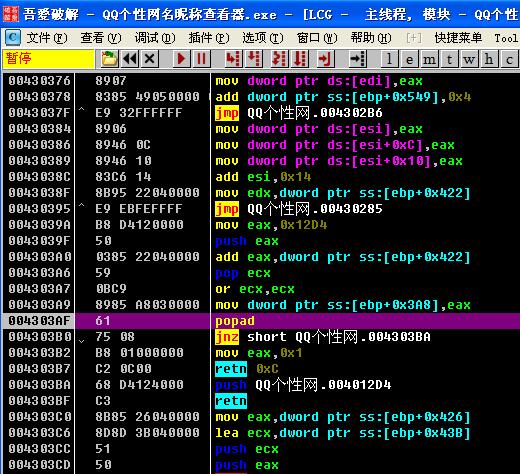 吾爱破解 - QQ个性网名昵称查看器.exe - [LCG - 主线程, 模块 - QQ个性
C 文件(F) 查看(V) 调试(I) 插件(P) 选项(T) 窗口(W) 帮助(H) [+] 快捷菜单 Tool
暂停 l e m t w h c
00430376 8907 mov dword ptr ds:[edi],eax
00430378 8385 49050000 add dword ptr ss:[ebp+0x549],0x4
0043037F ^ E9 32FFFFFF jmp QQ个性网.004302B6
00430384 8906 mov dword ptr ds:[esi],eax
00430386 8946 0C mov dword ptr ds:[esi+0xC],eax
00430389 8946 10 mov dword ptr ds:[esi+0x10],eax
0043038C 83C6 14 add esi,0x14
0043038F 8B95 22040000 mov edx,dword ptr ss:[ebp+0x422]
00430395 ^ E9 EBFEFFFF jmp QQ个性网.00430285
0043039A B8 D4120000 mov eax,0x12D4
0043039F 50 push eax
004303A0 0385 22040000 add eax,dword ptr ss:[ebp+0x422]
004303A6 59 pop ecx
004303A7 0BC9 or ecx,ecx
004303A9 8985 A8030000 mov dword ptr ss:[ebp+0x3A8],eax
004303AF 61 popad
004303B0 75 08 jnz short QQ个性网.004303BA
004303B2 B8 01000000 mov eax,0x1
004303B7 C2 0C00 retn 0xC
004303BA 68 D4124000 push QQ个性网.004012D4
004303BF C3 retn
004303C0 8B85 26040000 mov eax,dword ptr ss:[ebp+0x426]
004303C6 8D8D 3B040000 lea ecx,dword ptr ss:[ebp+0x43B]
004303CC 51 push ecx
004303CD 50 push eax